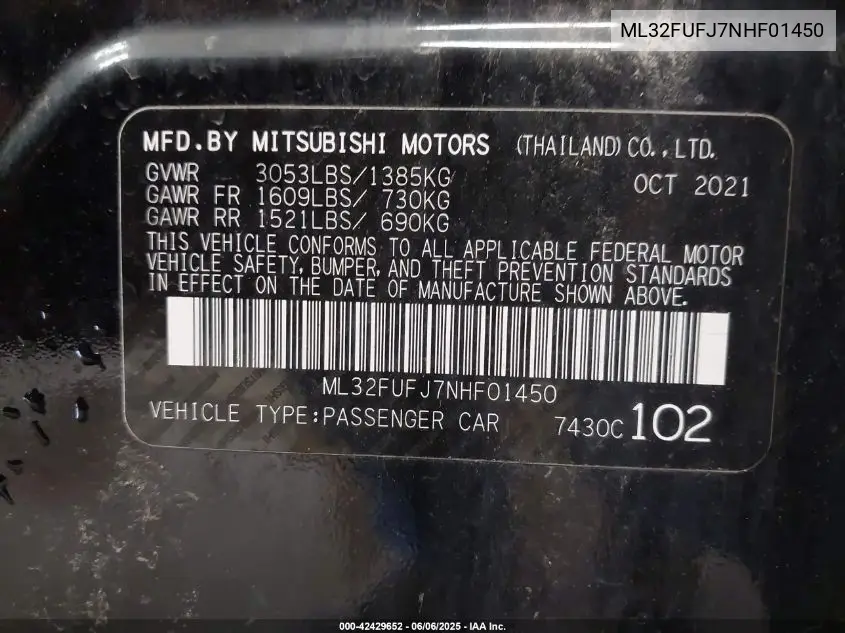 ML32FUFJ7NHF01450
MFD.BY MITSUBISHI MOTORS (THAILAND) CO., LTD.
GVWR 3053LBS/1385KG OCT 2021
GAWR FR 1609LBS/ 730KG
GAWR RR 1521LBS/ 690KG
THIS VEHICLE CONFORMS TO ALL APPLICABLE FEDERAL MOTOR
VEHICLE SAFETY, BUMPER, AND THEFT PREVENTION STANDARDS
IN EFFECT ON THE DATE OF MANUFACTURE SHOWN ABOVE.
ML32FUFJ7NHF01450
VEHICLE TYPE:PASSENGER CAR 7430C 102
000-42429652 - 06/06/2025 - IAA Inc.